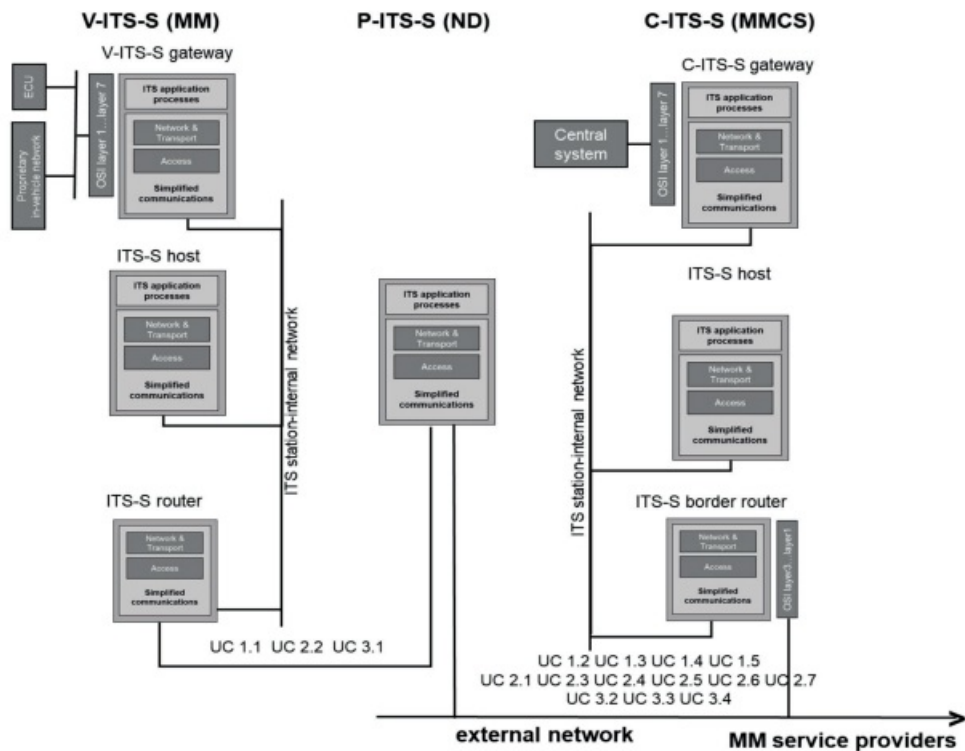 V-ITS-S (MM)
P-ITS-S (ND)
C-ITS-S (MMCS)
V-ITS-S gateway
ECU
Proprietary
in-vehicle network
OSI layer 1...layer 7
ITS application
processes
Network &
Transport
Access
Simplified
communications
ITS-S host
ITS application
processes
Network &
Transport
Access
Simplified
communications
ITS-S router
Network &
Transport
Access
Simplified
communications
ITS station-internal network
ITS application
processes
Network &
Transport
Access
Simplified
communications
C-ITS-S gateway
Central
system
OSI layer 1...layer 7
ITS application
processes
Network &
Transport
Access
Simplified
communications
ITS-S host
ITS application
processes
Network &
Transport
Access
Simplified
communications
ITS station-internal network
ITS-S border router
Network &
Transport
Access
Simplified
communications
OSI layer3...layer1
UC 1.1 UC 2.2 UC 3.1
UC 1.2 UC 1.3 UC 1.4 UC 1.5
UC 2.1 UC 2.3 UC 2.4 UC 2.5 UC 2.6 UC 2.7
UC 3.2 UC 3.3 UC 3.4
external network
MM service providers